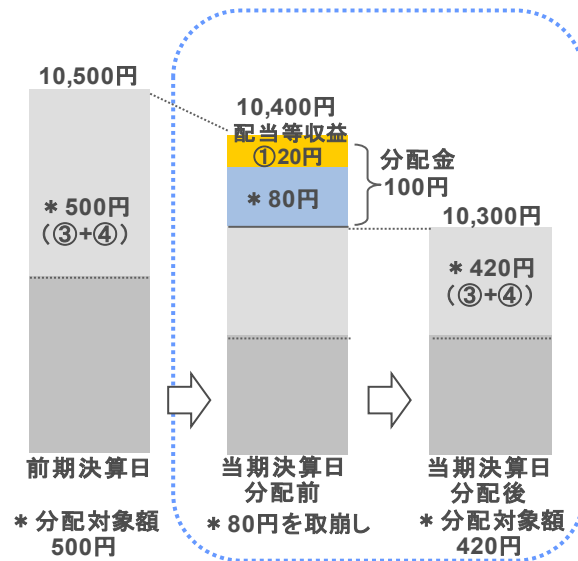 10,500円
＊500円
（③+④）
前期決算日
＊分配対象額
500円
10,400円
配当等収益
①20円
＊80円
分配金
100円
当期決算日
分配前
＊80円を取崩し
10,300円
＊420円
（③+④）
当期決算日
分配後
＊分配対象額
420円